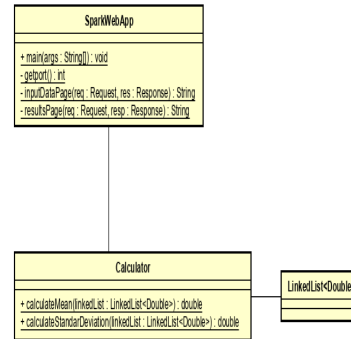 SparkWebApp
+ main(args : String[]) : void
- getport() : int
- inputDataPage(req : Request, res : Response) : String
- resultsPage(req : Request, resp : Response) : String
Calculator
+ calculateMean(linkedList : LinkedList<Double>) : double
+ calculateStandarDeviation(linkedList : LinkedList<Double>) : double
LinkedList<Double